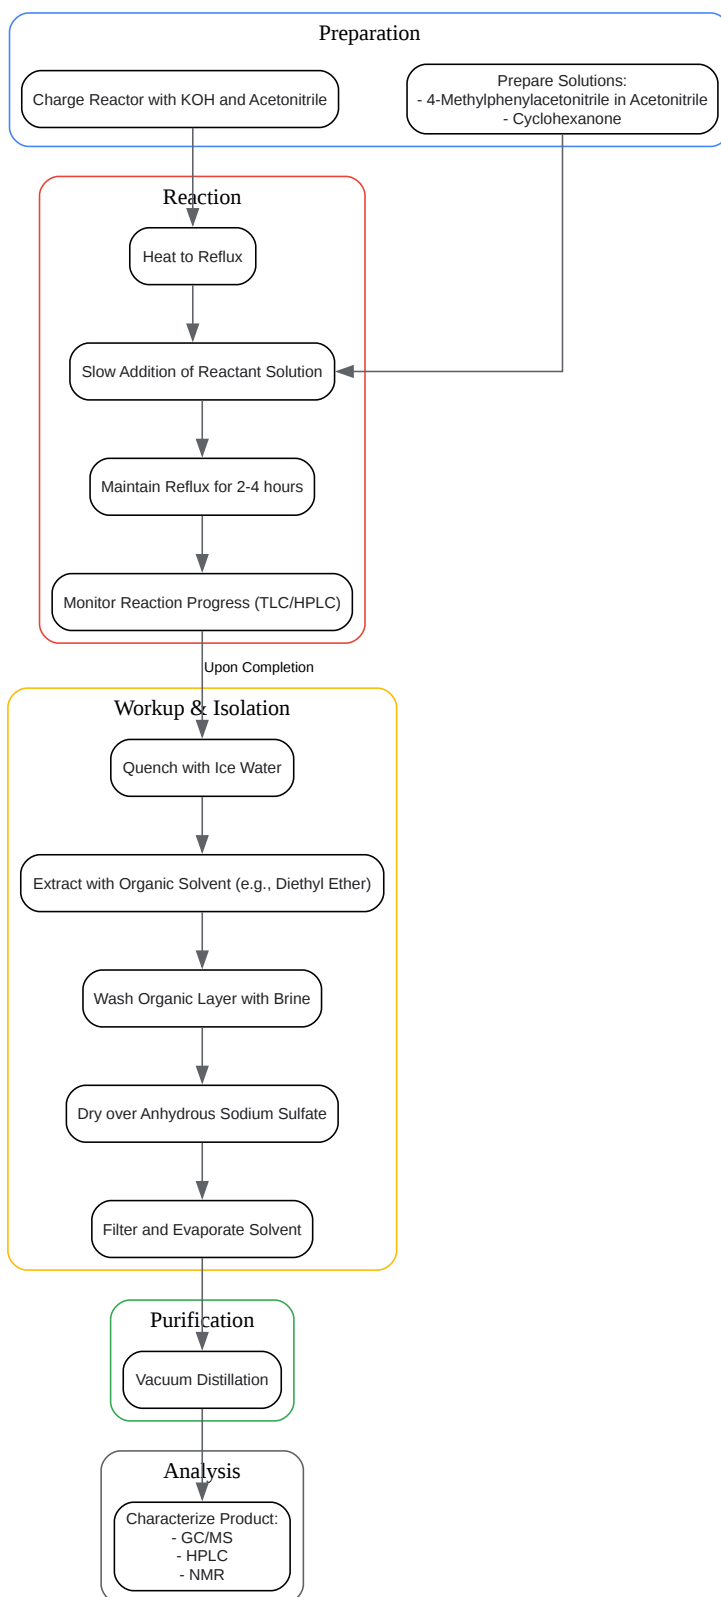 Preparation
Charge Reactor with KOH and Acetonitrile
Prepare Solutions:
- 4-Methylphenylacetonitrile in Acetonitrile
- Cyclohexanone
Reaction
Heat to Reflux
Slow Addition of Reactant Solution
Maintain Reflux for 2-4 hours
Monitor Reaction Progress (TLC/HPLC)
Upon Completion
Workup & Isolation
Quench with Ice Water
Extract with Organic Solvent (e.g., Diethyl Ether)
Wash Organic Layer with Brine
Dry over Anhydrous Sodium Sulfate
Filter and Evaporate Solvent
Purification
Vacuum Distillation
Analysis
Characterize Product:
- GC/MS
- HPLC
- NMR